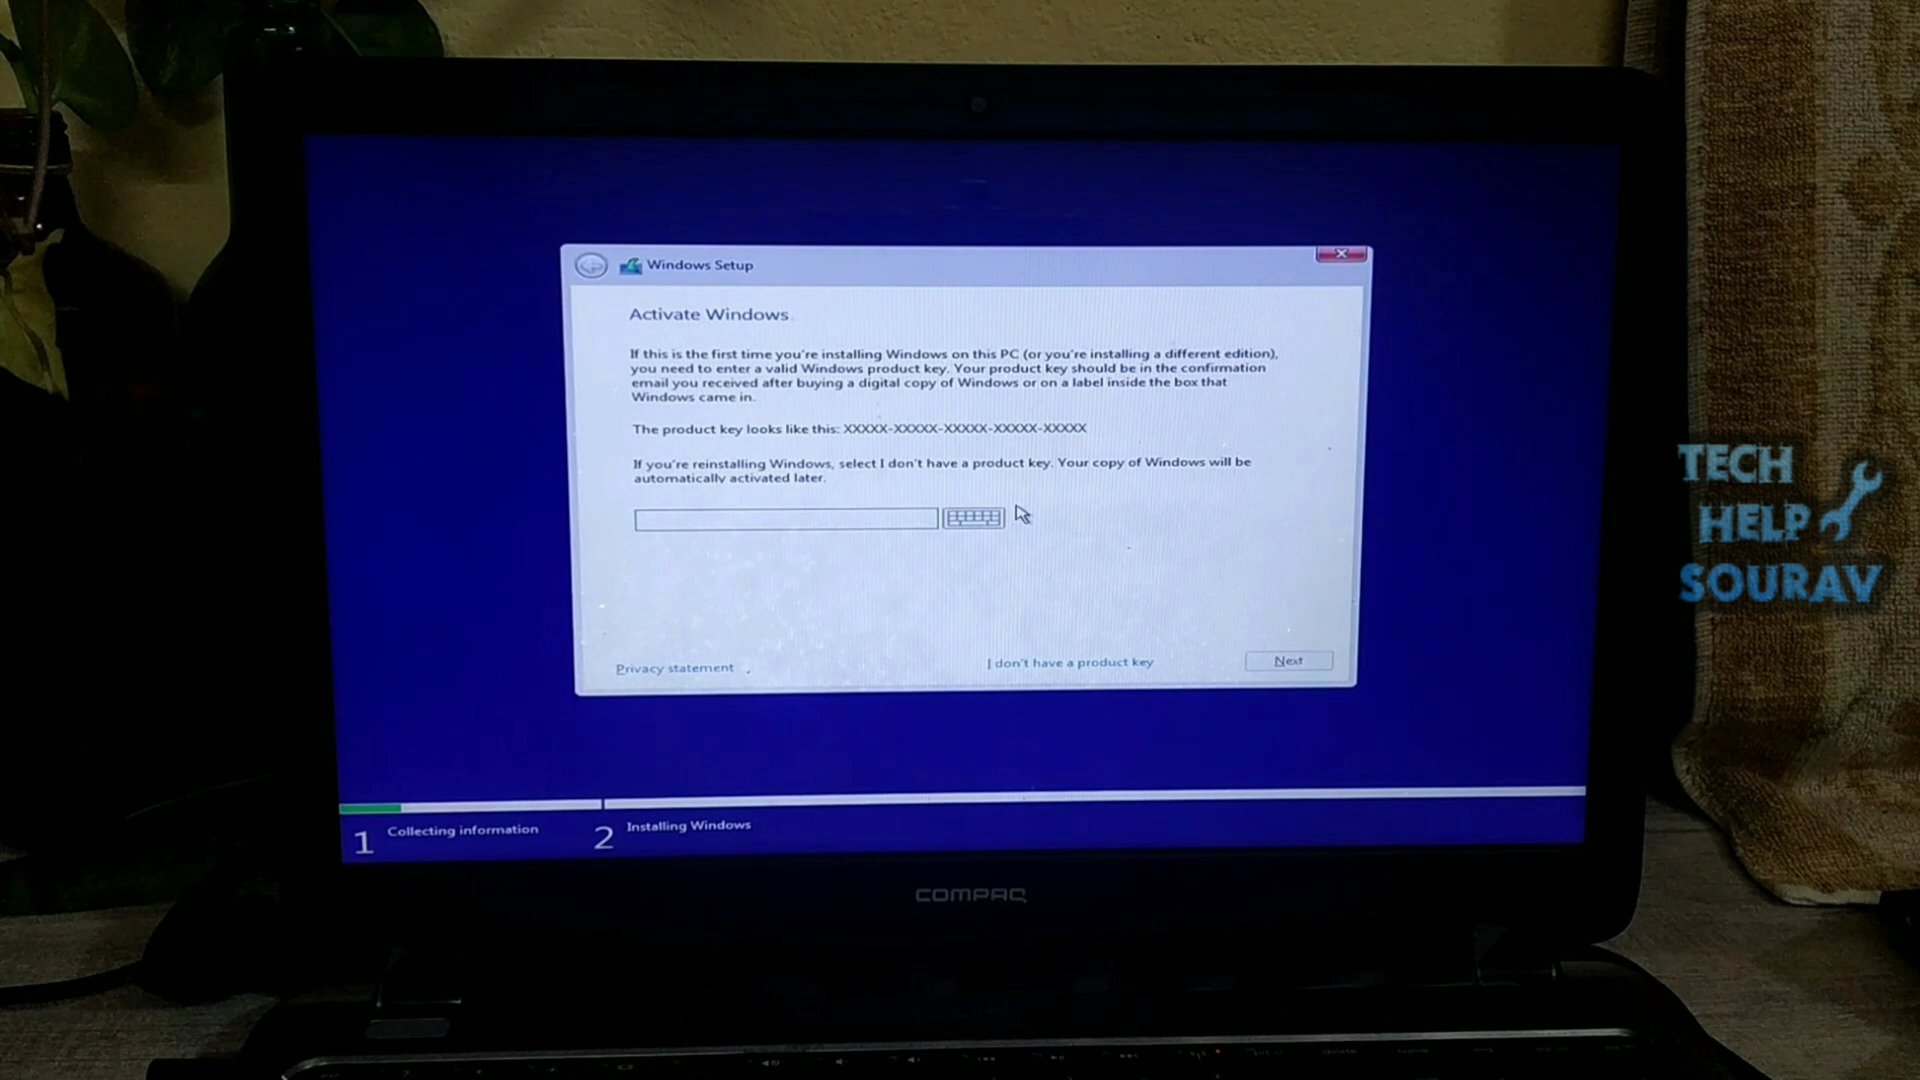 Windows Setup
Activate Windows
If this is the first time you're installing Windows on this PC (or you're installing a different edition),
you need to enter a valid Windows product key. Your product key should be in the confirmation
email you received after buying a digital copy of Windows or on a label inside the box that
Windows came in.
The product key looks like this: XXXXX-XXXXX-XXXXX-XXXXX-XXXXX
If you're reinstalling Windows, select I don't have a product key. Your copy of Windows will be
automatically activated later.
Privacy statement
I don't have a product key
Next
1 Collecting information
2 Installing Windows
COMPAQ
TECH
HELP
SOURAV